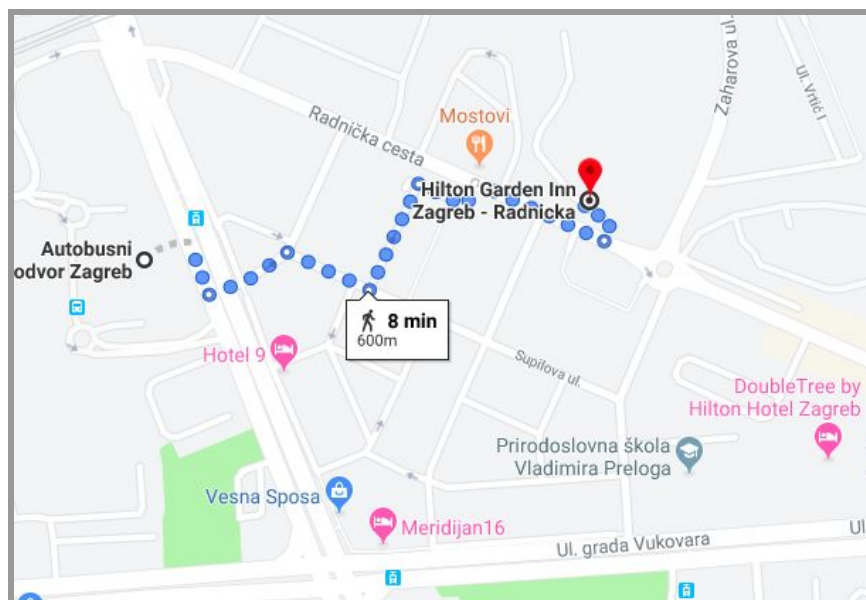 Zaharova ul.
Ul. Vrtić I
Radnička cesta
Mostovi
Hilton Garden Inn
Zagreb - Radnicka
Autobusni
odvor Zagreb
8 min
600m
Hotel 9
Supilova ul.
DoubleTree by
Hilton Hotel Zagreb
Prirodoslovna škola
Vladimira Preloga
Vesna Sposa
Meridijan16
Ul. grada Vukovara
Ul.